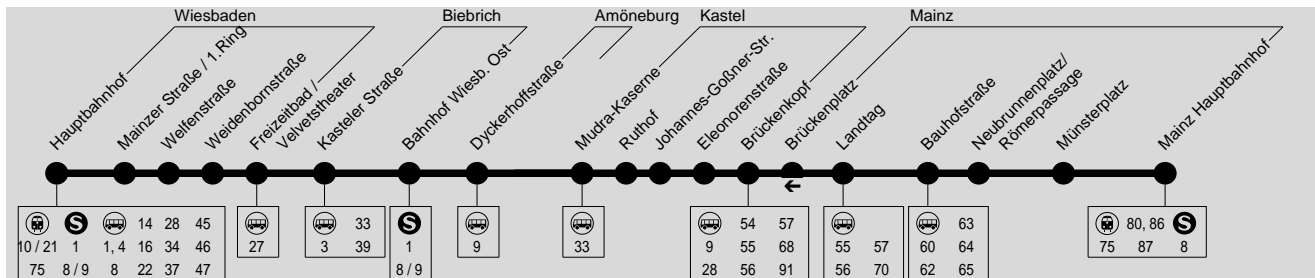 Wiesbaden Biebrich Amöneburg Kastel Mainz
Hauptbahnhof
Mainzer Straße / 1.Ring
Welfenstraße
Weidenbornstraße
Freizeitbad /
Velvetstheater
Kasteler Straße
Bahnhof Wiesb. Ost
Dyckerhoffstraße
Mudra-Kaserne
Ruthof
Johannes-Goßner-Str.
Eleonorenstraße
Brückenkopf
Brückenplatz
Landtag
Bauhofstraße
Neubrunnenplatz/
Römerpassage
Münsterplatz
Mainz Hauptbahnhof
S 14 28 45
10 / 21 1 1, 4 16 34 46
75 8 / 9 8 22 37 47
27
33
3 39
S
1
8 / 9
9
33
54 57
9 55 68
28 56 91
55 57
56 70
63
60 64
62 65
80, 86 S
75 87 8